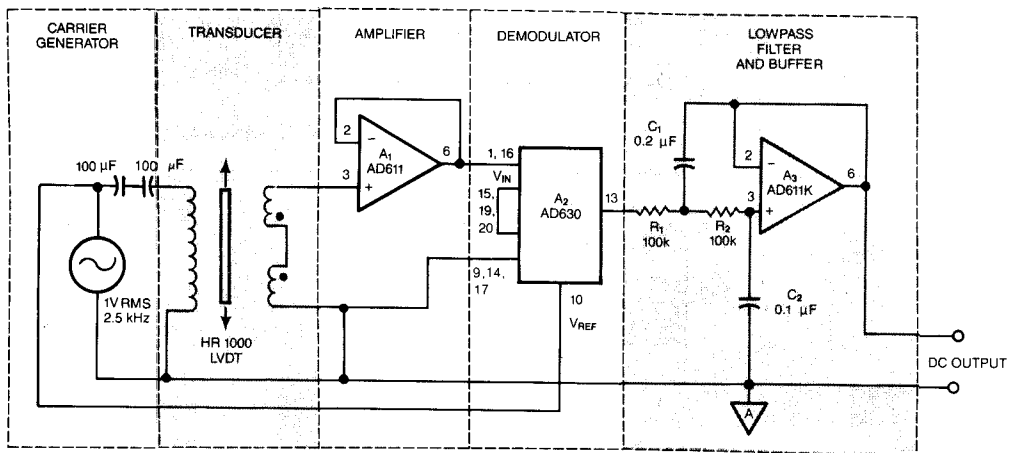 CARRIER
GENERATOR
TRANSDUCER
AMPLIFIER
DEMODULATOR
LOWPASS
FILTER
AND BUFFER
100 µF
100 µF
1V RMS
2.5 kHz
HR 1000
LVDT
2
−
A1
AD611
3
+
6
1, 16
VIN
15,
19,
20
A2
AD630
13
9, 14,
17
10
VREF
C1
0.2 µF
R1
100k
R2
100k
2
−
A3
AD611K
3
+
6
C2
0.1 µF
DC OUTPUT
A